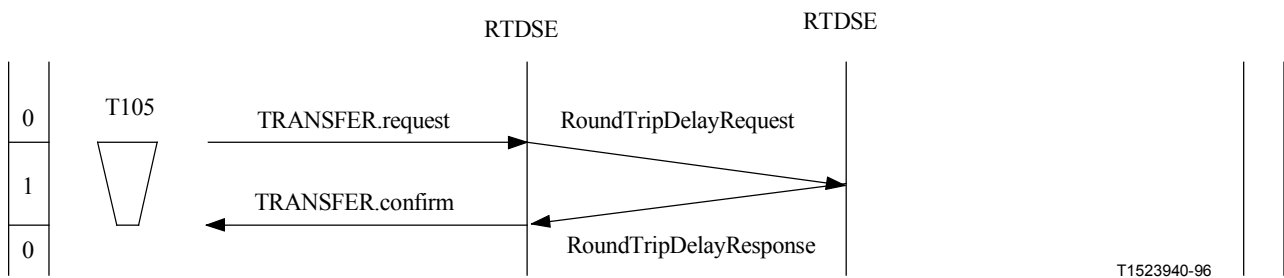 RTDSE
RTDSE
0
T105
TRANSFER.request
RoundTripDelayRequest
1
TRANSFER.confirm
0
RoundTripDelayResponse
T1523940-96